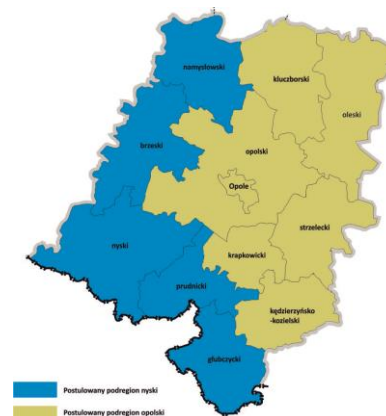 namysłowski
kluczborski
oleski
brzeski
opolski
Opole
strzelecki
nyski
krapkowicki
prudnicki
kędzierzyńsko
-kozielski
głubczycki
Postulowany podregion nyski
Postulowany podregion opolski